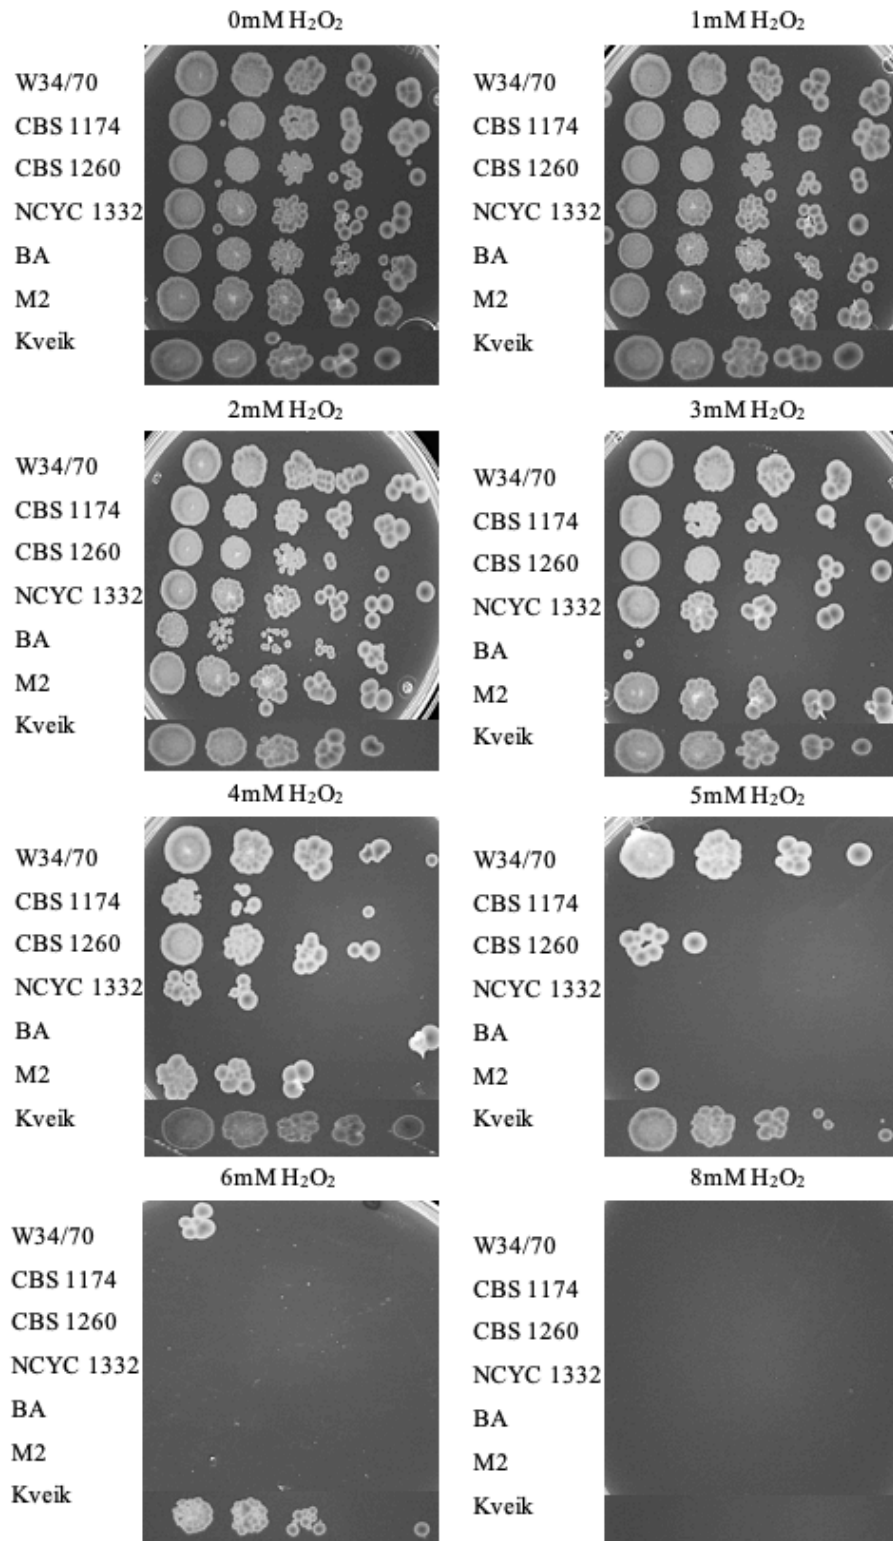 0mM H₂O₂
W34/70
CBS 1174
CBS 1260
NCYC 1332
BA
M2
Kveik
1mM H₂O₂
W34/70
CBS 1174
CBS 1260
NCYC 1332
BA
M2
Kveik
2mM H₂O₂
W34/70
CBS 1174
CBS 1260
NCYC 1332
BA
M2
Kveik
3mM H₂O₂
W34/70
CBS 1174
CBS 1260
NCYC 1332
BA
M2
Kveik
4mM H₂O₂
W34/70
CBS 1174
CBS 1260
NCYC 1332
BA
M2
Kveik
5mM H₂O₂
W34/70
CBS 1174
CBS 1260
NCYC 1332
BA
M2
Kveik
6mM H₂O₂
W34/70
CBS 1174
CBS 1260
NCYC 1332
BA
M2
Kveik
8mM H₂O₂
W34/70
CBS 1174
CBS 1260
NCYC 1332
BA
M2
Kveik